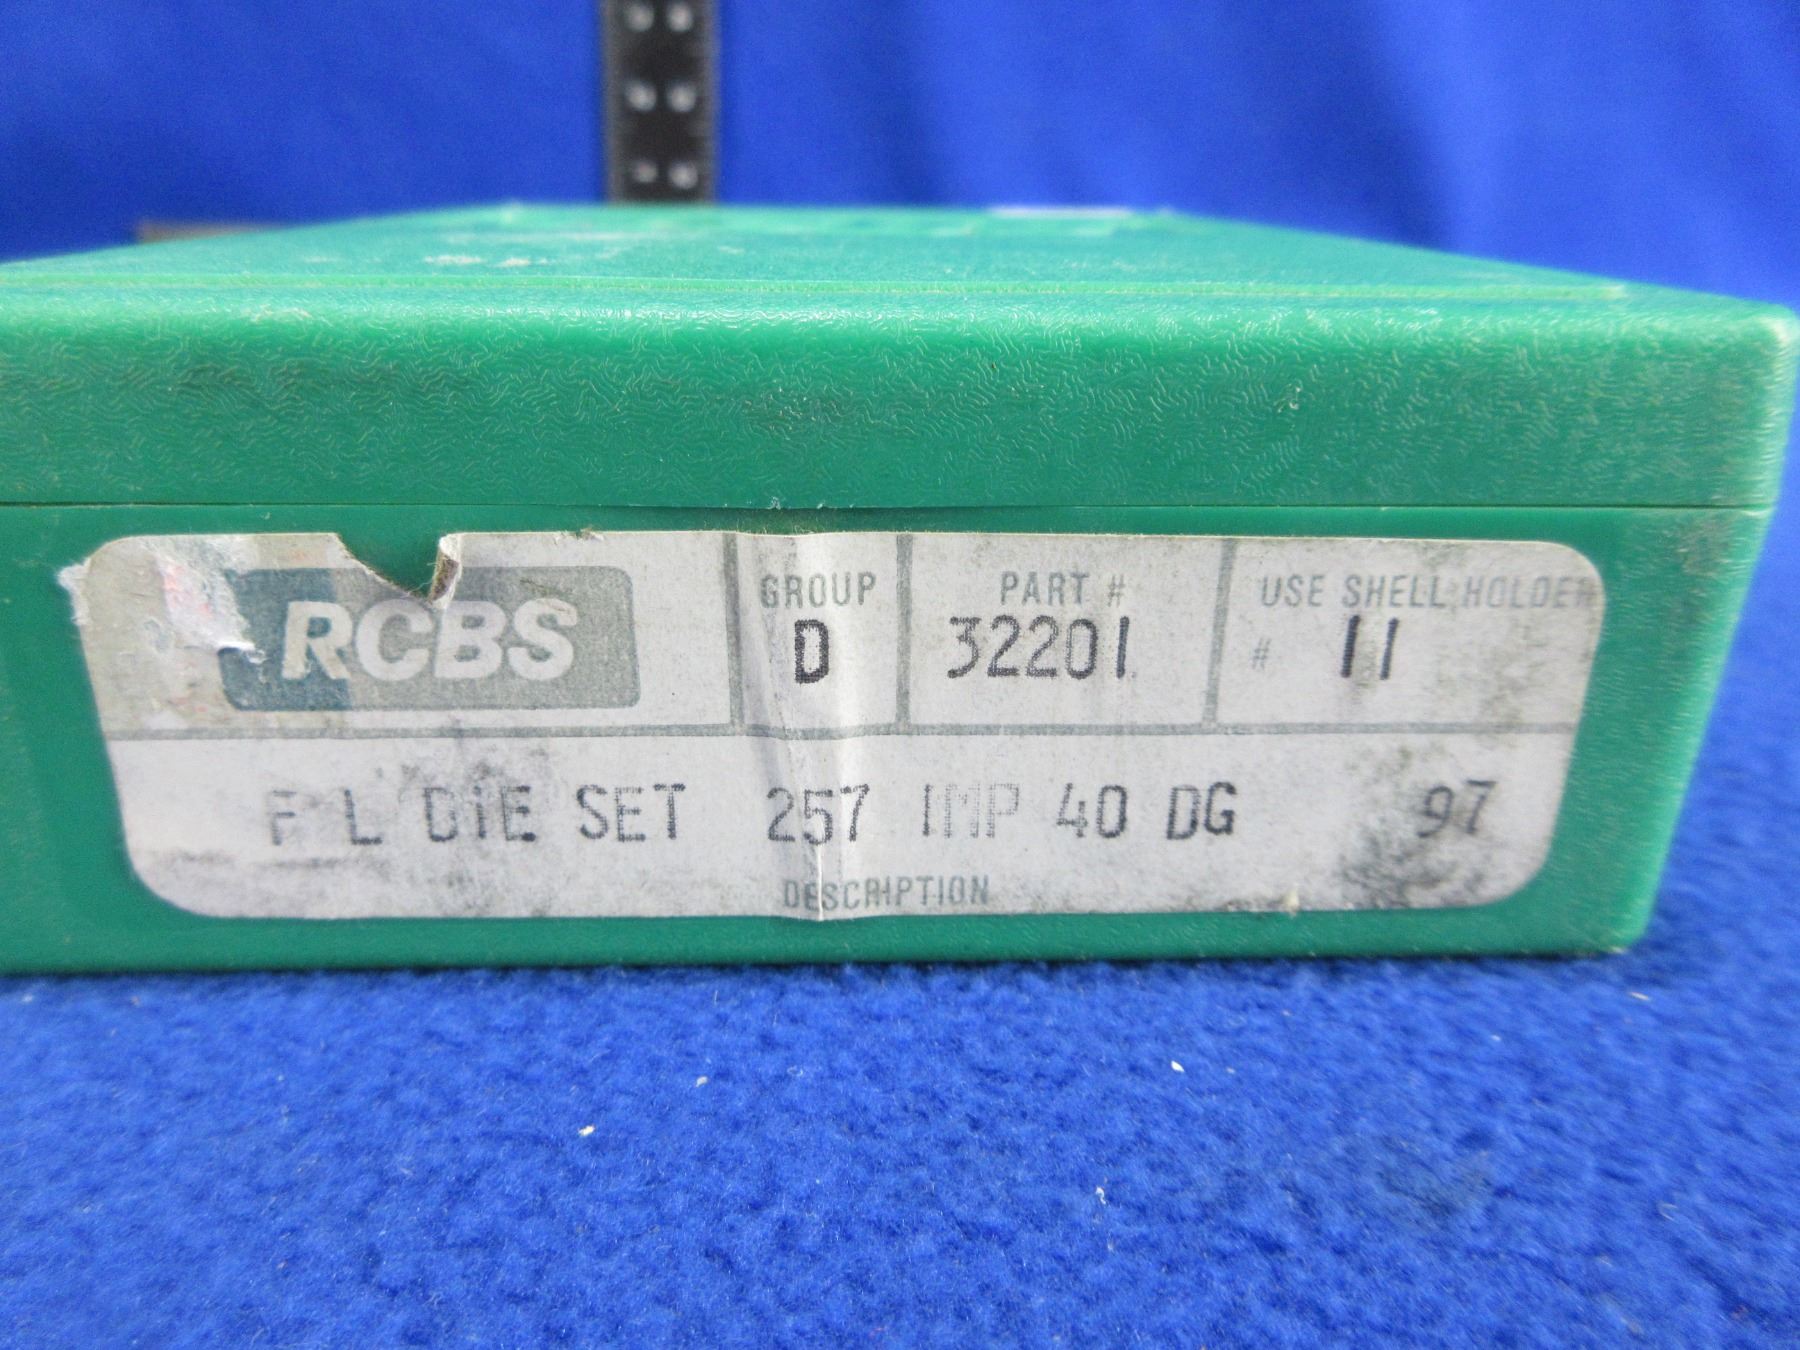 RCBS
GROUP
D
PART #
32201
USE SHELL HOLDER
# 11
F L DIE SET 257 IMP 40 DG 97
DESCRIPTION